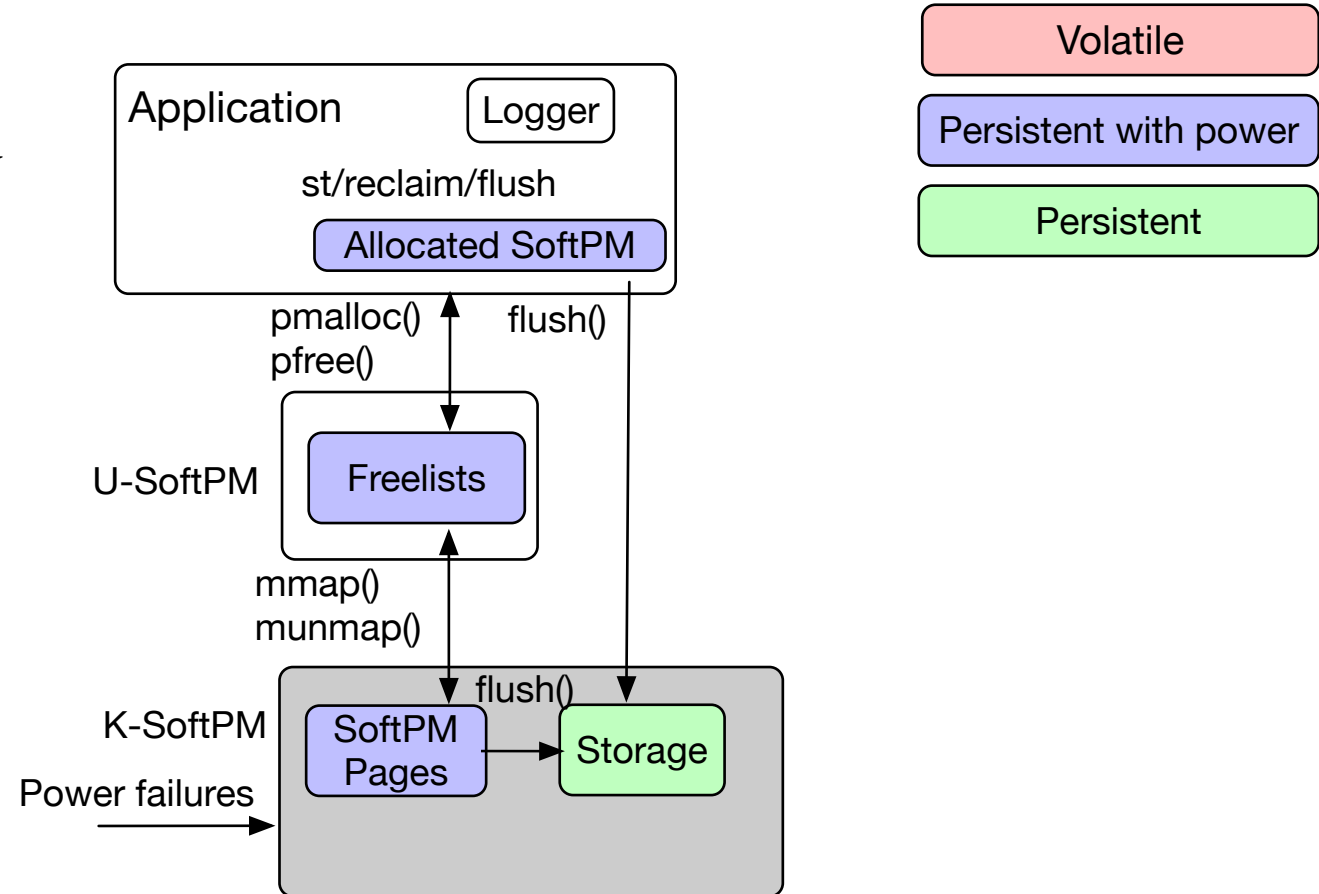 Volatile
Application
Logger
Persistent with power
st/reclaim/flush
Persistent
Allocated SoftPM
pmalloc()
pfree()
flush()
U-SoftPM
Freelists
mmap()
munmap()
flush()
K-SoftPM
SoftPM
Pages
Storage
Power failures